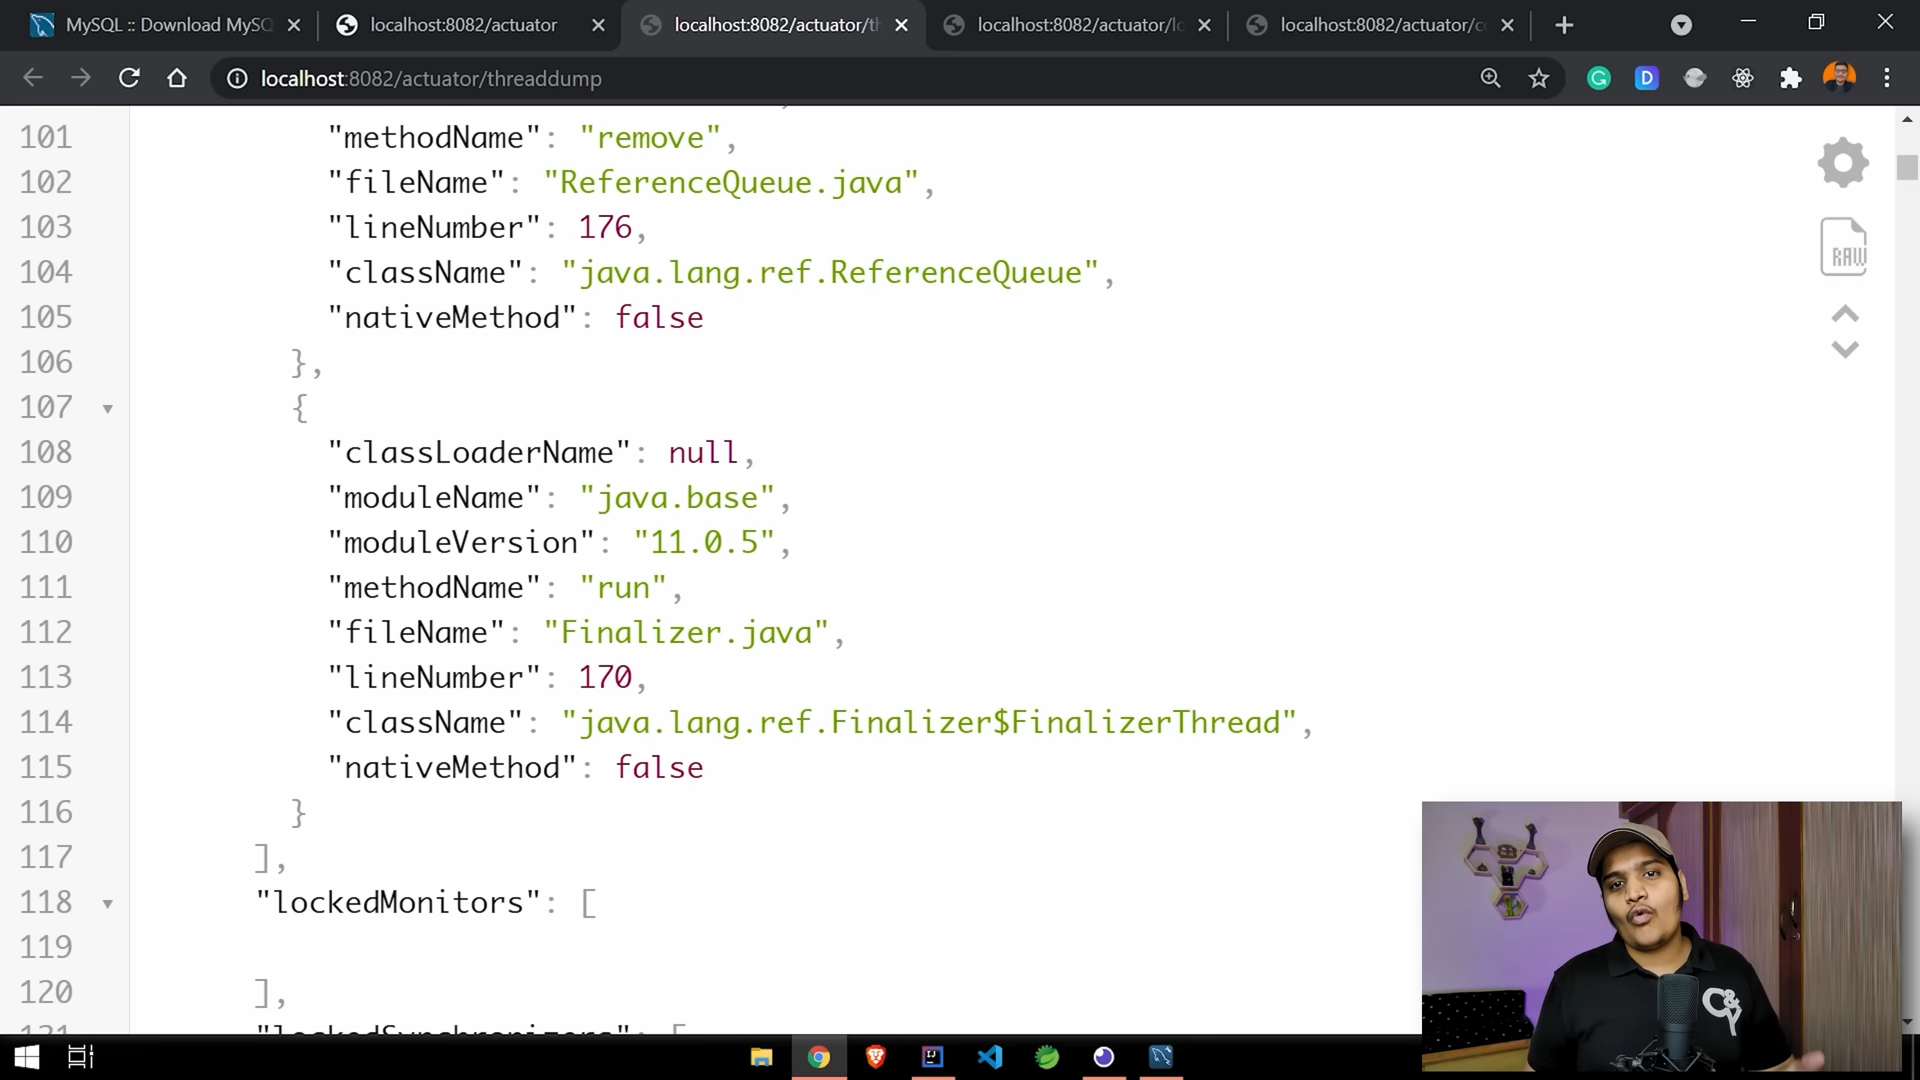 MySQL :: Download MySQ
localhost:8082/actuator
localhost:8082/actuator/th
localhost:8082/actuator/lo
localhost:8082/actuator/co
localhost:8082/actuator/threaddump
101 "methodName": "remove",
102 "fileName": "ReferenceQueue.java",
103 "lineNumber": 176,
104 "className": "java.lang.ref.ReferenceQueue",
105 "nativeMethod": false
106 },
107 {
108 "classLoaderName": null,
109 "moduleName": "java.base",
110 "moduleVersion": "11.0.5",
111 "methodName": "run",
112 "fileName": "Finalizer.java",
113 "lineNumber": 170,
114 "className": "java.lang.ref.Finalizer$FinalizerThread",
115 "nativeMethod": false
116 }
117 ],
118 "lockedMonitors": [
119
120 ],
121 "lockedSynchronizers": [
RAW
C&Y